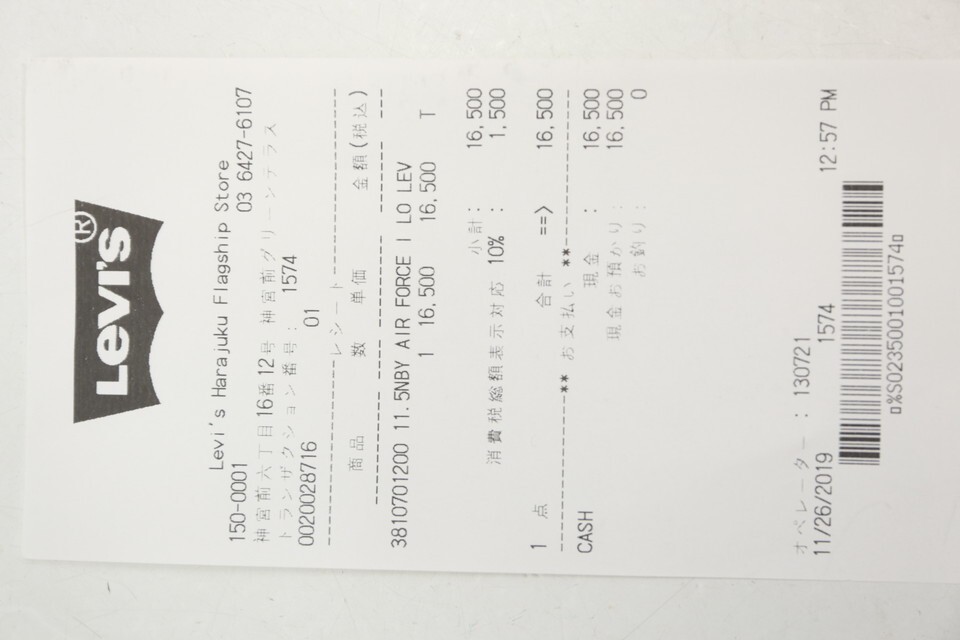 Levi's®
Levi's Harajuku Flagship Store
150-0001 03 6427-6107
神宮前六丁目16番12号 神宮前グリーンテラス
トランザクション番号: 1574
0020028716 01
--------------------レシート--------------------
商品 数 単価 金額(税込)
3810701200 11.5NBY AIR FORCE I LO LEV
1 16,500 16,500 T
小計: 16,500
消費税総額表示対応 10% : 1,500
1 点 合計 ==> 16,500
----------------** お支払い **----------------
CASH 現金 : 16,500
現金お預かり: 16,500
お釣り: 0
オペレーター : 130721
11/26/2019 1574 12:57 PM
▯%S0235001001574▯